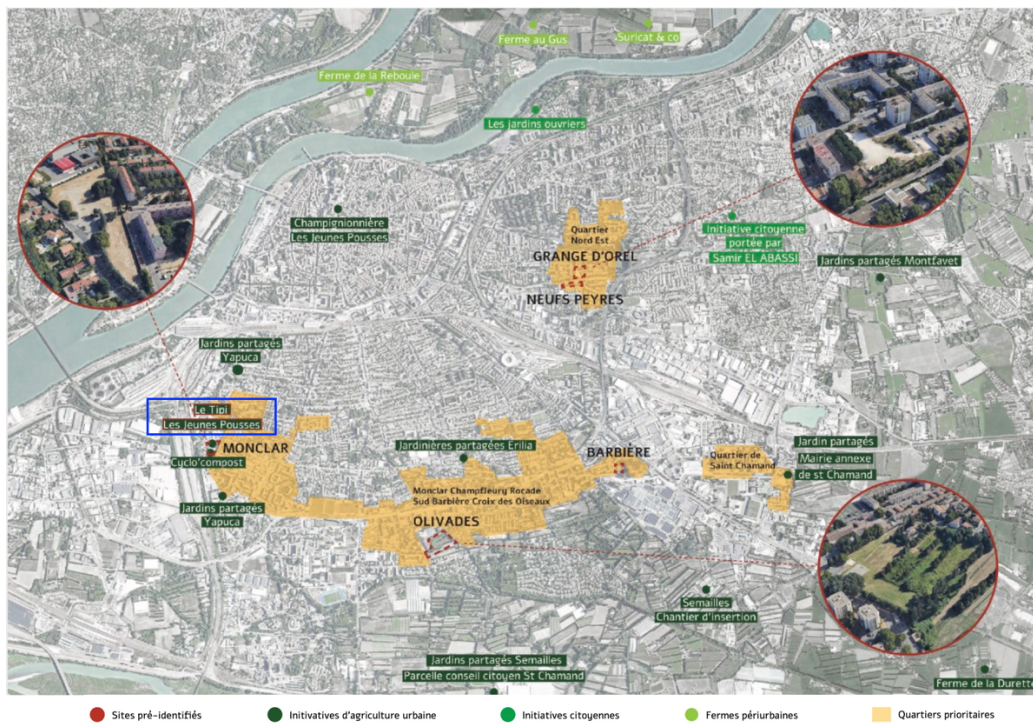 Ferme au Gus
Suricat & co
Ferme de la Reboule
Les jardins ouvriers
Champignonnière
Les Jeunes Pousses
Quartier
Nord Est
GRANGE D'OREL
NEUFS PEYRES
Initiative citoyenne
portée par
Samir EL ABASSI
Jardins partagés Montfavet
Jardins partagés
Yapuca
Le Tipi
Les Jeunes Pousses
MONCLAR
Cyclo'compost
Jardins partagés
Yapuca
Jardinières partagées Erilia
BARBIÈRE
Quartier de
Saint Chamand
Jardin partagés
Mairie annexe
de st Chamand
Monclar Champfleury Rocade
Sud Barbière Croix des Oiseaux
OLIVADES
Semailles
Chantier d'insertion
Jardins partagés Semailles
Parcelle conseil citoyen St Chamand
Ferme de la Durette
Sites pré-identifiés
Initiatives d'agriculture urbaine
Initiatives citoyennes
Fermes périurbaines
Quartiers prioritaires